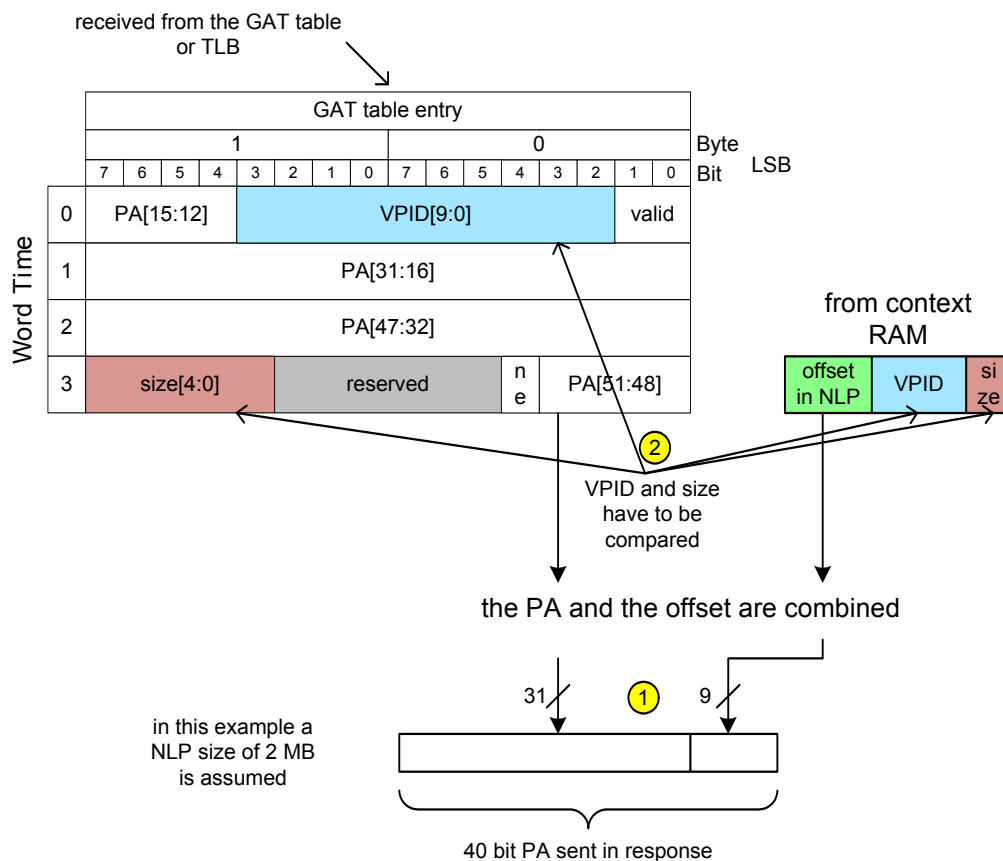 received from the GAT table
or TLB
GAT table entry
1 0 Byte
7 6 5 4 3 2 1 0 7 6 5 4 3 2 1 0 Bit LSB
Word Time
0 PA[15:12] VPID[9:0] valid
1 PA[31:16]
2 PA[47:32]
3 size[4:0] reserved n
e PA[51:48]
from context
RAM
offset
in NLP
VPID
si
ze
2
VPID and size
have to be
compared
the PA and the offset are combined
31 1 9
in this example a
NLP size of 2 MB
is assumed
40 bit PA sent in response